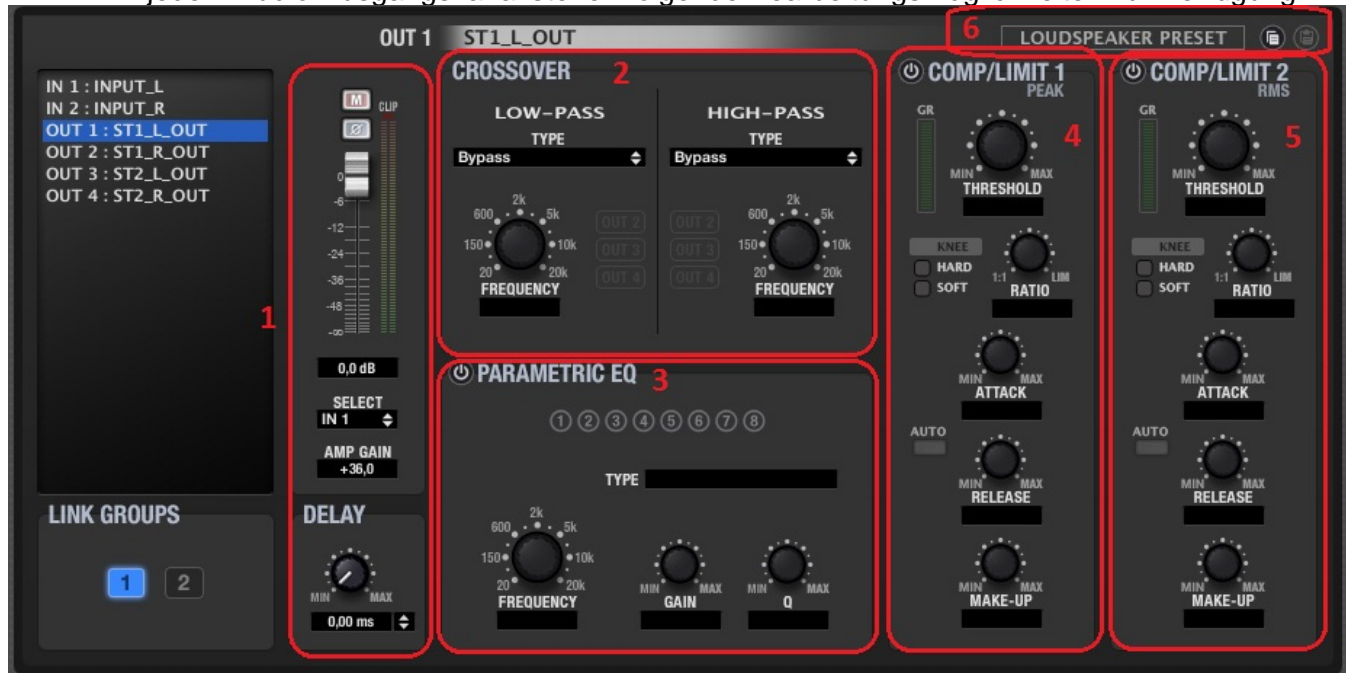 OUT 1 ST1_L_OUT 6 LOUDSPEAKER PRESET
IN 1 : INPUT_L
IN 2 : INPUT_R
OUT 1 : ST1_L_OUT
OUT 2 : ST1_R_OUT
OUT 3 : ST2_L_OUT
OUT 4 : ST2_R_OUT
LINK GROUPS
1 2
1
M CLIP
Ø
0
-6
-12
-24
-36
-48
-∞
0,0 dB
SELECT
IN 1
AMP GAIN
+36,0
DELAY
MIN MAX
0,00 ms
CROSSOVER 2
LOW-PASS
TYPE
Bypass
20 150 600 2k 5k 10k 20k
FREQUENCY
OUT 2
OUT 3
OUT 4
HIGH-PASS
TYPE
Bypass
OUT 2
OUT 3
OUT 4
20 150 600 2k 5k 10k 20k
FREQUENCY
PARAMETRIC EQ 3
1 2 3 4 5 6 7 8
TYPE
20 150 600 2k 5k 10k 20k
FREQUENCY
MIN MAX
GAIN
MIN MAX
Q
COMP/LIMIT 1
PEAK
GR
4
MIN MAX
THRESHOLD
KNEE
HARD
SOFT
1:1 LIM
RATIO
MIN MAX
ATTACK
AUTO
MIN MAX
RELEASE
MIN MAX
MAKE-UP
COMP/LIMIT 2
RMS
GR
5
MIN MAX
THRESHOLD
KNEE
HARD
SOFT
1:1 LIM
RATIO
MIN MAX
ATTACK
AUTO
MIN MAX
RELEASE
MIN MAX
MAKE-UP